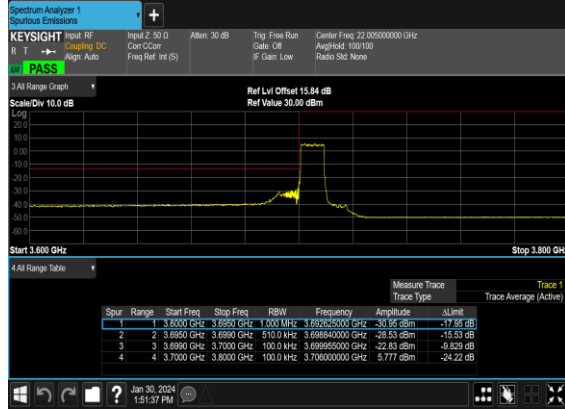 Spectrum Analyzer 1
Spurious Emissions
KEYSIGHT Input: RF Input Z: 50 Ω Atten: 30 dB Trig: Free Run Center Freq: 22.005000000 GHz
R T Coupling: DC Corr CCorr Gate: Off Avg|Hold: 100/100
Align: Auto Freq Ref: Int (S) IF Gain: Low Radio Std: None
PASS
3 All Range Graph Ref Lvl Offset 15.84 dB
Scale/Div 10.0 dB Ref Value 30.00 dBm
Log
20.0
10.0
0.00
-10.0
-20.0
-30.0
-40.0
-50.0
-60.0
Start 3.600 GHz Stop 3.800 GH
4 All Range Table
Measure Trace Trace 1
Trace Type Trace Average (Active)
Spur Range Start Freq Stop Freq RBW Frequency Amplitude ΔLimit
1 1 3.6000 GHz 3.6950 GHz 1.000 MHz 3.692625000 GHz -30.95 dBm -17.95 dB
2 2 3.6950 GHz 3.6990 GHz 510.0 kHz 3.698840000 GHz -28.53 dBm -15.53 dB
3 3 3.6990 GHz 3.7000 GHz 100.0 kHz 3.699955000 GHz -22.83 dBm -9.829 dB
4 4 3.7000 GHz 3.8000 GHz 100.0 kHz 3.706000000 GHz 5.777 dBm -24.22 dB
? Jan 30, 2024
1:51:37 PM